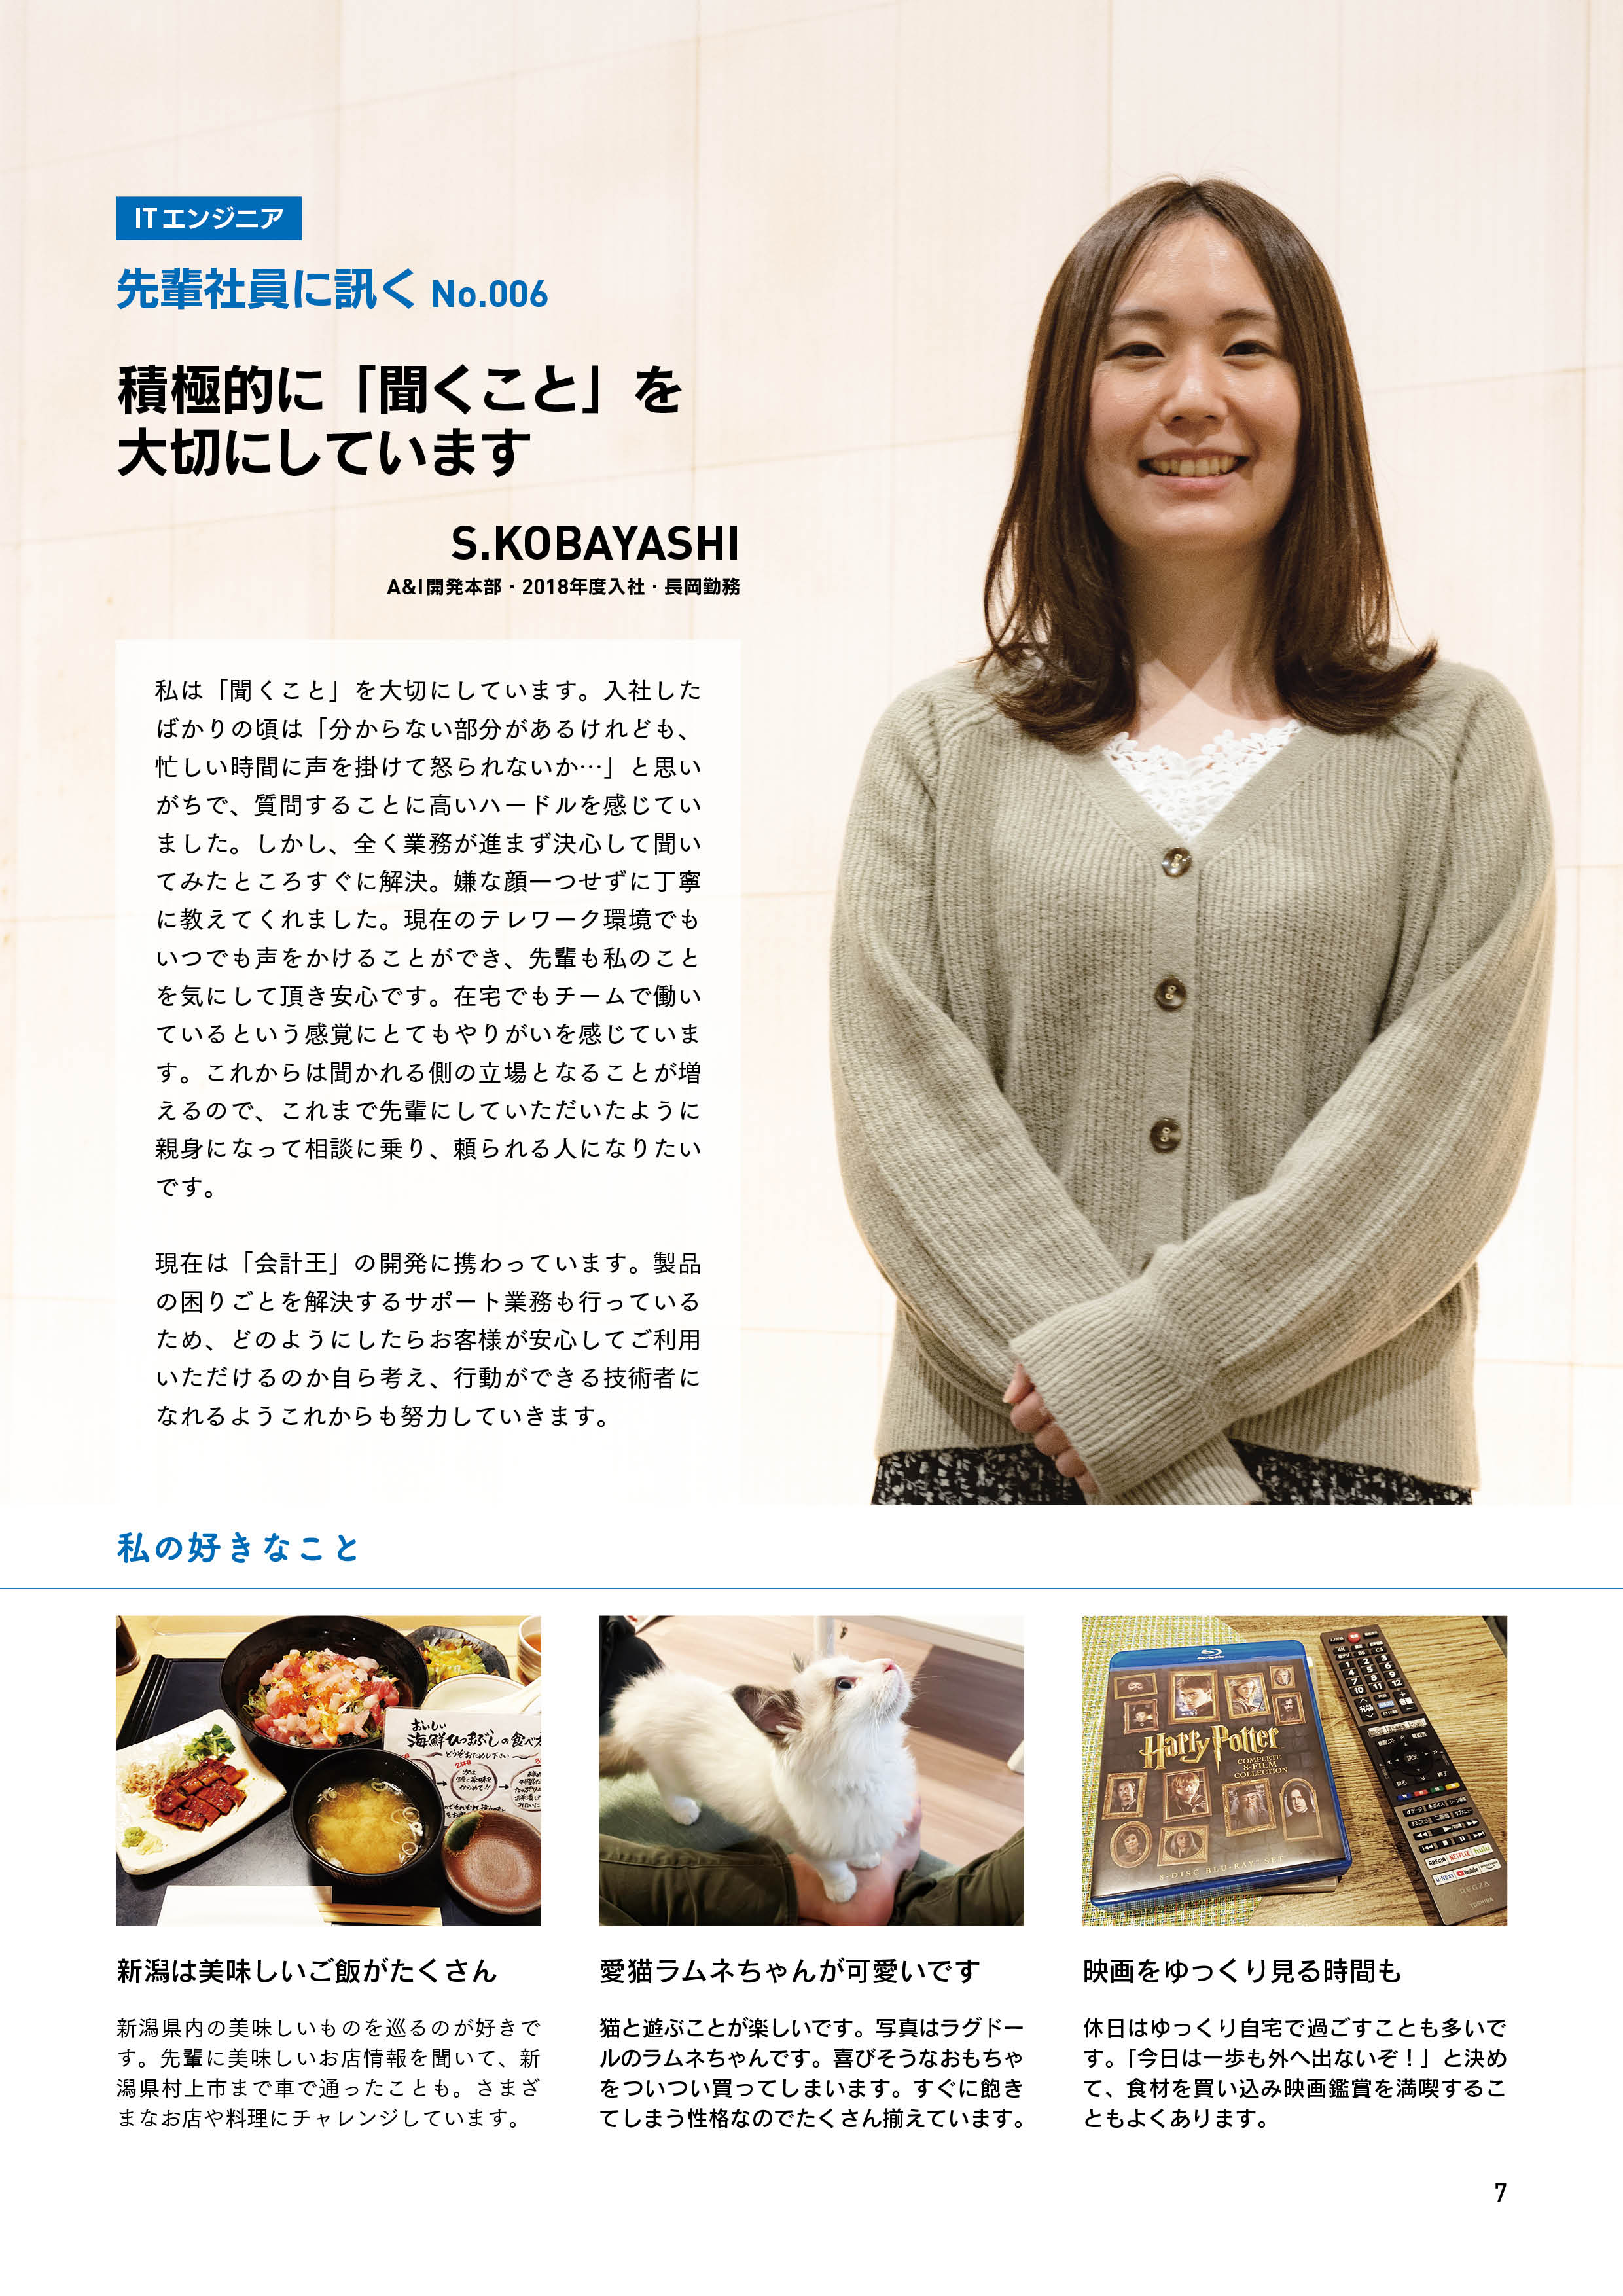 ITエンジニア
先輩社員に訊く No.006
積極的に「聞くこと」を
大切にしています
S.KOBAYASHI
A&I開発本部・2018年度入社・長岡勤務
私は「聞くこと」を大切にしています。入社した
ばかりの頃は「分からない部分があるけれども、
忙しい時間に声を掛けて怒られないか…」と思い
がちで、質問することに高いハードルを感じてい
ました。しかし、全く業務が進まず決心して聞い
てみたところすぐに解決。嫌な顔一つせずに丁寧
に教えてくれました。現在のテレワーク環境でも
いつでも声をかけることができ、先輩も私のこと
を気にして頂き安心です。在宅でもチームで働い
ているという感覚にとてもやりがいを感じていま
す。これからは聞かれる側の立場となることが増
えるので、これまで先輩にしていただいたように
親身になって相談に乗り、頼られる人になりたい
です。
現在は「会計王」の開発に携わっています。製品
の困りごとを解決するサポート業務も行っている
ため、どのようにしたらお客様が安心してご利用
いただけるのか自ら考え、行動ができる技術者に
なれるようこれからも努力していきます。
私の好きなこと
おいしい
海鮮ひつまぶしの食べ方
どうぞおためし下さい
Harry Potter
COMPLETE
8-FILM
COLLECTION
8-DISC BLU-RAY SET
ABEMA NETFLIX hulu
U-NEXT YouTube
REGZA
TOSHIBA
新潟は美味しいご飯がたくさん
新潟県内の美味しいものを巡るのが好きで
す。先輩に美味しいお店情報を聞いて、新
潟県村上市まで車で通ったことも。さまざ
まなお店や料理にチャレンジしています。
愛猫ラムネちゃんが可愛いです
猫と遊ぶことが楽しいです。写真はラグドー
ルのラムネちゃんです。喜びそうなおもちゃ
をついつい買ってしまいます。すぐに飽き
てしまう性格なのでたくさん揃えています。
映画をゆっくり見る時間も
休日はゆっくり自宅で過ごすことも多いで
す。「今日は一歩も外へ出ないぞ！」と決め
て、食材を買い込み映画鑑賞を満喫するこ
ともよくあります。
7